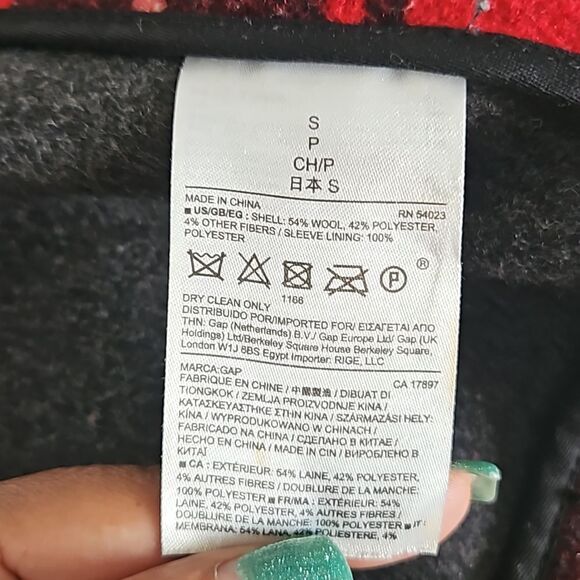 S
P
CH/P
日本 S
MADE IN CHINA RN 54023
■ US/GB/EG : SHELL: 54% WOOL, 42% POLYESTER,
4% OTHER FIBERS / SLEEVE LINING: 100%
POLYESTER
P ®
1166
DRY CLEAN ONLY
DISTRIBUIDO POR/IMPORTED FOR/ ΕΙΣΑΓΕΤΑΙ ΑΠΟ
ΤΗΝ: Gap (Netherlands) B.V./ Gap Europe Ltd/ Gap (UK
Holdings) Ltd/Berkeley Square House Berkeley Square,
London W1J 6BS Egypt Importer: RIGE, LLC
MARCA:GAP CA 17897
FABRIQUÉ EN CHINE / 中國製造 / DIBUAT DI
TIONGKOK / ZEMLJA PROIZVODNJE KINA /
ΚΑΤΑΣΚΕΥΑΣΤΗΚΕ ΣΤΗΝ ΚΙΝΑ / SZÁRMAZÁSI HELY:
KÍNA / WYPRODUKOWANO W CHINACH /
FABRICADO NA CHINA / СДЕЛАНО В КИТАЕ /
HECHO EN CHINA / MADE IN CIN / ВИРОБЛЕНО В
КИТАЇ
■ CA : EXTÉRIEUR: 54% LAINE, 42% POLYESTER,
4% AUTRES FIBRES / DOUBLURE DE LA MANCHE:
100% POLYESTER ■ FR/MA : EXTÉRIEUR: 54%
LAINE, 42% POLYESTER, 4% AUTRES FIBRES /
DOUBLURE DE LA MANCHE: 100% POLYESTER ■ IT :
MEMBRANA: 54% LANA, 42% POLIESTERE, 4%